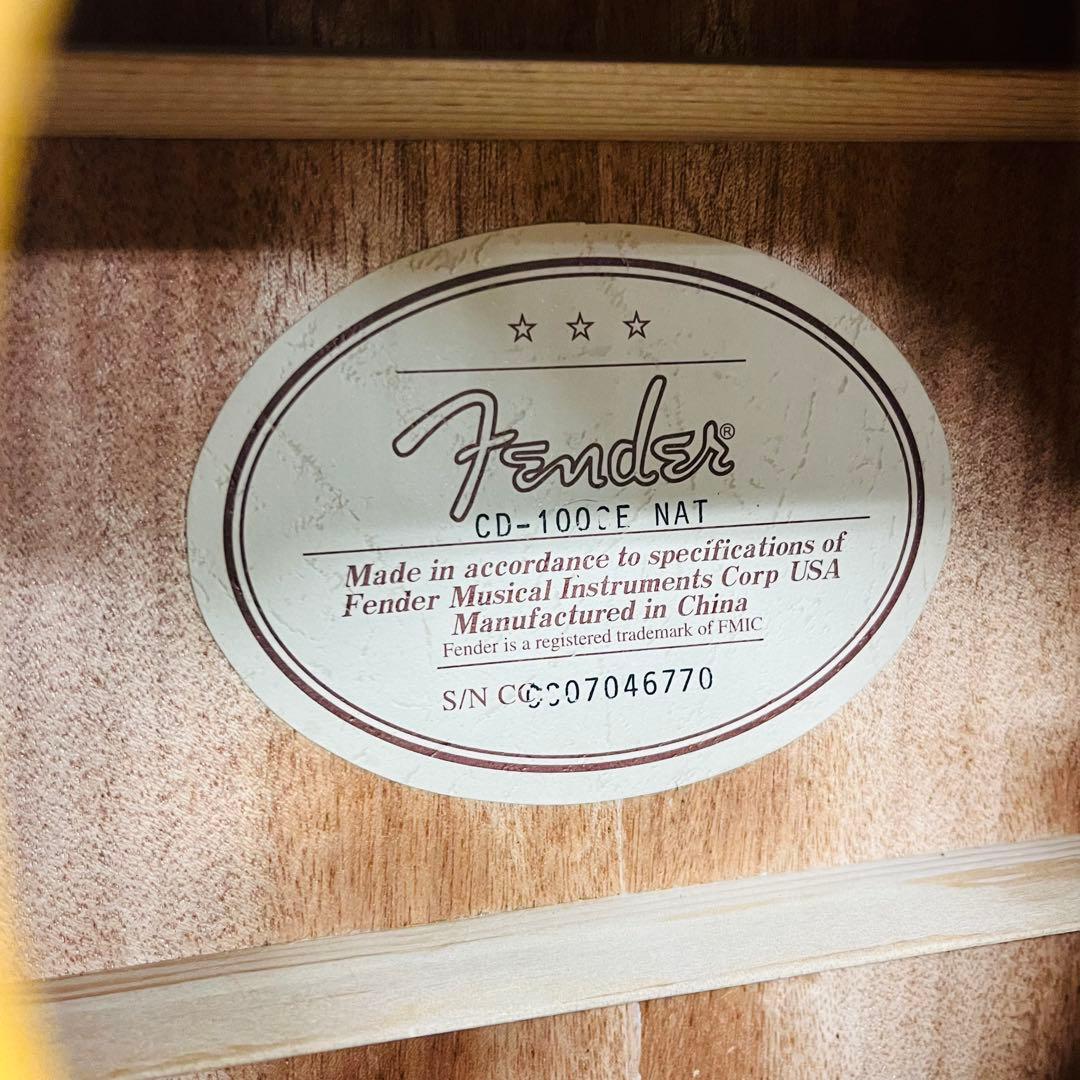 ☆ ☆ ☆
Fender®
CD-100CE NAT
Made in accordance to specifications of
Fender Musical Instruments Corp USA
Manufactured in China
Fender is a registered trademark of FMIC
S/N